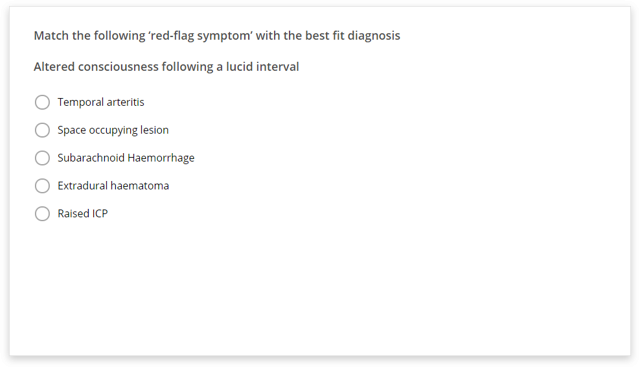 Match the following ‘red-flag symptom’ with the best fit diagnosis
Altered consciousness following a lucid interval
Temporal arteritis
Space occupying lesion
Subarachnoid Haemorrhage
Extradural haematoma
Raised ICP